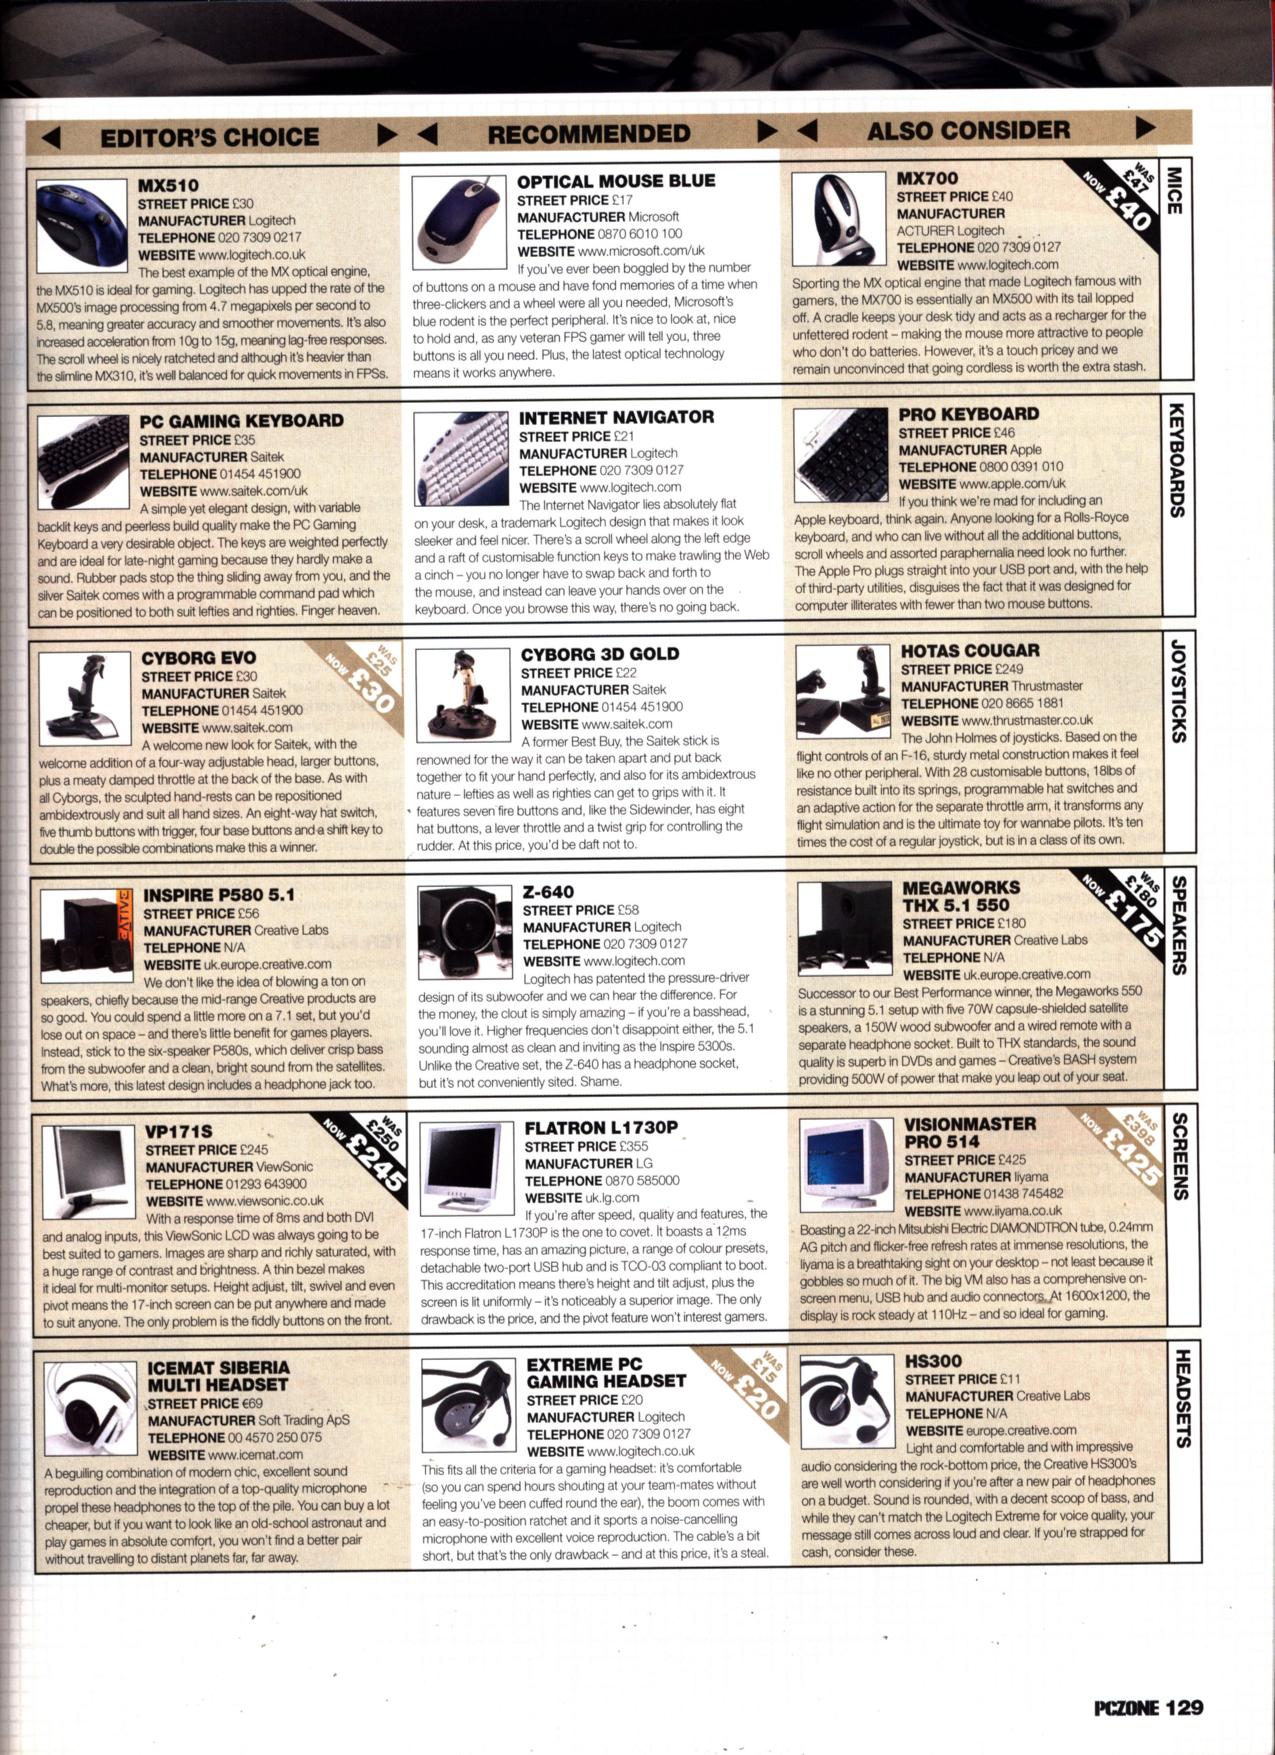 EDITOR'S CHOICE
RECOMMENDED
ALSO CONSIDER
MICE
MX510
STREET PRICE £30
MANUFACTURER Logitech
TELEPHONE 020 7309 0217
WEBSITE www.logitech.co.uk
The best example of the MX optical engine,
the MX510 is ideal for gaming. Logitech has upped the rate of the
MX500's image processing from 4.7 megapixels per second to
5.8, meaning greater accuracy and smoother movements. It's also
increased acceleration from 10g to 15g, meaning lag-free responses.
The scroll wheel is nicely ratcheted and although it's heavier than
the slimline MX310, it's well balanced for quick movements in FPSs.
OPTICAL MOUSE BLUE
STREET PRICE £17
MANUFACTURER Microsoft
TELEPHONE 0870 6010 100
WEBSITE www.microsoft.com/uk
If you've ever been boggled by the number
of buttons on a mouse and have fond memories of a time when
three-clickers and a wheel were all you needed, Microsoft's
blue rodent is the perfect peripheral. It's nice to look at, nice
to hold and, as any veteran FPS gamer will tell you, three
buttons is all you need. Plus, the latest optical technology
means it works anywhere.
MX700
STREET PRICE £40
MANUFACTURER
ACTURER Logitech
TELEPHONE 020 7309 0127
WEBSITE www.logitech.com
WAS
£47
NOW £40
Sporting the MX optical engine that made Logitech famous with
gamers, the MX700 is essentially an MX500 with its tail lopped
off. A cradle keeps your desk tidy and acts as a recharger for the
unfettered rodent – making the mouse more attractive to people
who don't do batteries. However, it's a touch pricey and we
remain unconvinced that going cordless is worth the extra stash.
KEYBOARDS
PC GAMING KEYBOARD
STREET PRICE £35
MANUFACTURER Saitek
TELEPHONE 01454 451900
WEBSITE www.saitek.com/uk
A simple yet elegant design, with variable
backlit keys and peerless build quality make the PC Gaming
Keyboard a very desirable object. The keys are weighted perfectly
and are ideal for late-night gaming because they hardly make a
sound. Rubber pads stop the thing sliding away from you, and the
silver Saitek comes with a programmable command pad which
can be positioned to both suit lefties and righties. Finger heaven.
INTERNET NAVIGATOR
STREET PRICE £21
MANUFACTURER Logitech
TELEPHONE 020 7309 0127
WEBSITE www.logitech.com
The Internet Navigator lies absolutely flat
on your desk, a trademark Logitech design that makes it look
sleeker and feel nicer. There's a scroll wheel along the left edge
and a raft of customisable function keys to make trawling the Web
a cinch – you no longer have to swap back and forth to
the mouse, and instead can leave your hands over on the
keyboard. Once you browse this way, there's no going back.
PRO KEYBOARD
STREET PRICE £46
MANUFACTURER Apple
TELEPHONE 0800 0391 010
WEBSITE www.apple.com/uk
If you think we're mad for including an
Apple keyboard, think again. Anyone looking for a Rolls-Royce
keyboard, and who can live without all the additional buttons,
scroll wheels and assorted paraphernalia need look no further.
The Apple Pro plugs straight into your USB port and, with the help
of third-party utilities, disguises the fact that it was designed for
computer illiterates with fewer than two mouse buttons.
JOYSTICKS
CYBORG EVO
STREET PRICE £30
MANUFACTURER Saitek
TELEPHONE 01454 451900
WEBSITE www.saitek.com
WAS
£25
NOW £30
A welcome new look for Saitek, with the
welcome addition of a four-way adjustable head, larger buttons,
plus a meaty damped throttle at the back of the base. As with
all Cyborgs, the sculpted hand-rests can be repositioned
ambidextrously and suit all hand sizes. An eight-way hat switch,
five thumb buttons with trigger, four base buttons and a shift key to
double the possible combinations make this a winner.
CYBORG 3D GOLD
STREET PRICE £22
MANUFACTURER Saitek
TELEPHONE 01454 451900
WEBSITE www.saitek.com
A former Best Buy, the Saitek stick is
renowned for the way it can be taken apart and put back
together to fit your hand perfectly, and also for its ambidextrous
nature – lefties as well as righties can get to grips with it. It
features seven fire buttons and, like the Sidewinder, has eight
hat buttons, a lever throttle and a twist grip for controlling the
rudder. At this price, you'd be daft not to.
HOTAS COUGAR
STREET PRICE £249
MANUFACTURER Thrustmaster
TELEPHONE 020 8665 1881
WEBSITE www.thrustmaster.co.uk
The John Holmes of joysticks. Based on the
flight controls of an F-16, sturdy metal construction makes it feel
like no other peripheral. With 28 customisable buttons, 18lbs of
resistance built into its springs, programmable hat switches and
an adaptive action for the separate throttle arm, it transforms any
flight simulation and is the ultimate toy for wannabe pilots. It's ten
times the cost of a regular joystick, but is in a class of its own.
SPEAKERS
INSPIRE P580 5.1
STREET PRICE £56
MANUFACTURER Creative Labs
TELEPHONE N/A
WEBSITE uk.europe.creative.com
We don't like the idea of blowing a ton on
speakers, chiefly because the mid-range Creative products are
so good. You could spend a little more on a 7.1 set, but you'd
lose out on space – and there's little benefit for games players.
Instead, stick to the six-speaker P580s, which deliver crisp bass
from the subwoofer and a clean, bright sound from the satellites.
What's more, this latest design includes a headphone jack too.
Z-640
STREET PRICE £58
MANUFACTURER Logitech
TELEPHONE 020 7309 0127
WEBSITE www.logitech.com
Logitech has patented the pressure-driver
design of its subwoofer and we can hear the difference. For
the money, the clout is simply amazing – if you're a basshead,
you'll love it. Higher frequencies don't disappoint either, the 5.1
sounding almost as clean and inviting as the Inspire 5300s.
Unlike the Creative set, the Z-640 has a headphone socket,
but it's not conveniently sited. Shame.
MEGAWORKS
THX 5.1 550
STREET PRICE £180
MANUFACTURER Creative Labs
TELEPHONE N/A
WEBSITE uk.europe.creative.com
WAS
£180
NOW £175
Successor to our Best Performance winner, the Megaworks 550
is a stunning 5.1 setup with five 70W capsule-shielded satellite
speakers, a 150W wood subwoofer and a wired remote with a
separate headphone socket. Built to THX standards, the sound
quality is superb in DVDs and games – Creative's BASH system
providing 500W of power that make you leap out of your seat.
SCREENS
VP171S
STREET PRICE £245
MANUFACTURER ViewSonic
TELEPHONE 01293 643900
WEBSITE www.viewsonic.co.uk
WAS
£250
NOW £245
With a response time of 8ms and both DVI
and analog inputs, this ViewSonic LCD was always going to be
best suited to gamers. Images are sharp and richly saturated, with
a huge range of contrast and brightness. A thin bezel makes
it ideal for multi-monitor setups. Height adjust, tilt, swivel and even
pivot means the 17-inch screen can be put anywhere and made
to suit anyone. The only problem is the fiddly buttons on the front.
FLATRON L1730P
STREET PRICE £355
MANUFACTURER LG
TELEPHONE 0870 585000
WEBSITE uk.lg.com
If you're after speed, quality and features, the
17-inch Flatron L1730P is the one to covet. It boasts a 12ms
response time, has an amazing picture, a range of colour presets,
detachable two-port USB hub and is TCO-03 compliant to boot.
This accreditation means there's height and tilt adjust, plus the
screen is lit uniformly – it's noticeably a superior image. The only
drawback is the price, and the pivot feature won't interest gamers.
VISIONMASTER
PRO 514
STREET PRICE £425
MANUFACTURER Iiyama
TELEPHONE 01438 745482
WEBSITE www.iiyama.co.uk
WAS
£398
NOW £425
Boasting a 22-inch Mitsubishi Electric DIAMONDTRON tube, 0.24mm
AG pitch and flicker-free refresh rates at immense resolutions, the
Iiyama is a breathtaking sight on your desktop – not least because it
gobbles so much of it. The big VM also has a comprehensive on-
screen menu, USB hub and audio connectors. At 1600x1200, the
display is rock steady at 110Hz – and so ideal for gaming.
HEADSETS
ICEMAT SIBERIA
MULTI HEADSET
STREET PRICE €69
MANUFACTURER Soft Trading ApS
TELEPHONE 00 4570 250 075
WEBSITE www.icemat.com
A beguiling combination of modern chic, excellent sound
reproduction and the integration of a top-quality microphone
propel these headphones to the top of the pile. You can buy a lot
cheaper, but if you want to look like an old-school astronaut and
play games in absolute comfort, you won't find a better pair
without travelling to distant planets far, far away.
EXTREME PC
GAMING HEADSET
STREET PRICE £20
MANUFACTURER Logitech
TELEPHONE 020 7309 0127
WEBSITE www.logitech.co.uk
WAS
£15
NOW £20
This fits all the criteria for a gaming headset: it's comfortable
(so you can spend hours shouting at your team-mates without
feeling you've been cuffed round the ear), the boom comes with
an easy-to-position ratchet and it sports a noise-cancelling
microphone with excellent voice reproduction. The cable's a bit
short, but that's the only drawback – and at this price, it's a steal.
HS300
STREET PRICE £11
MANUFACTURER Creative Labs
TELEPHONE N/A
WEBSITE europe.creative.com
Light and comfortable and with impressive
audio considering the rock-bottom price, the Creative HS300's
are well worth considering if you're after a new pair of headphones
on a budget. Sound is rounded, with a decent scoop of bass, and
while they can't match the Logitech Extreme for voice quality, your
message still comes across loud and clear. If you're strapped for
cash, consider these.
PCZONE 129